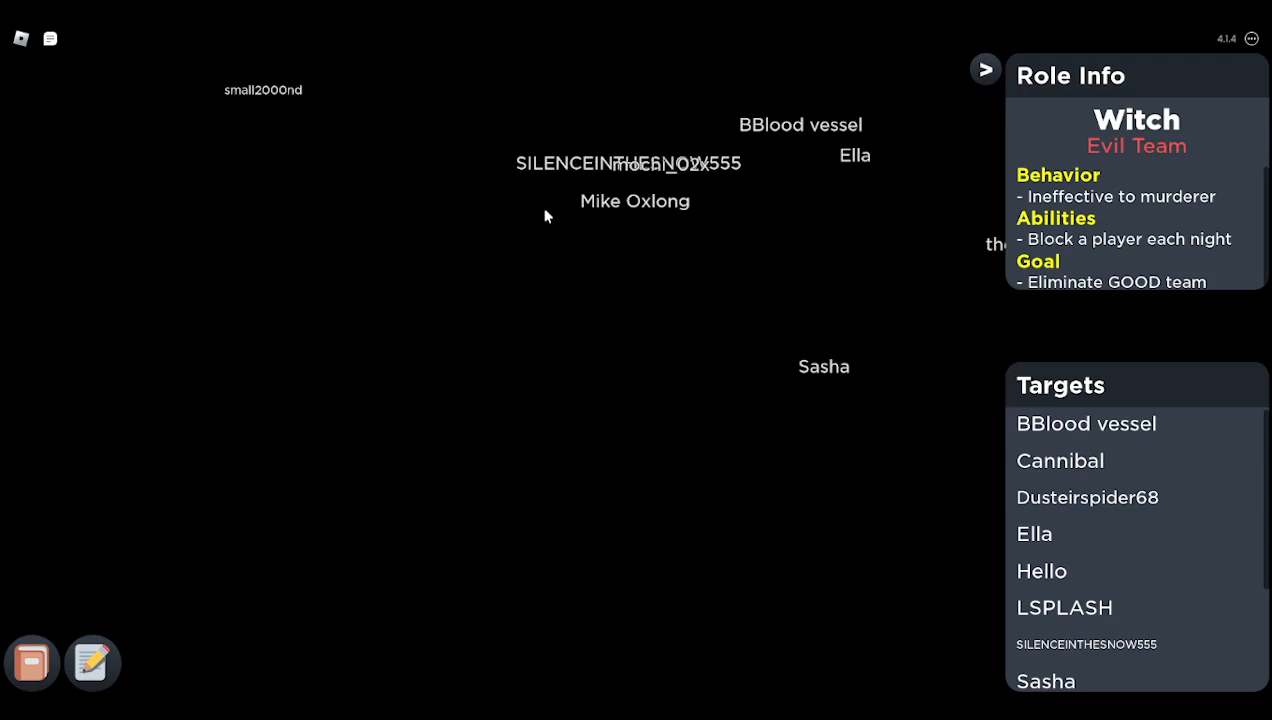 4.1.4
small2000nd
BBlood vessel
Ella
SILENCEINTHESNOW555
mochi_02x
Mike Oxlong
the
Sasha
>
Role Info
Witch
Evil Team
Behavior
- Ineffective to murderer
Abilities
- Block a player each night
Goal
- Eliminate GOOD team
Targets
BBlood vessel
Cannibal
Dusteirspider68
Ella
Hello
LSPLASH
SILENCEINTHESNOW555
Sasha